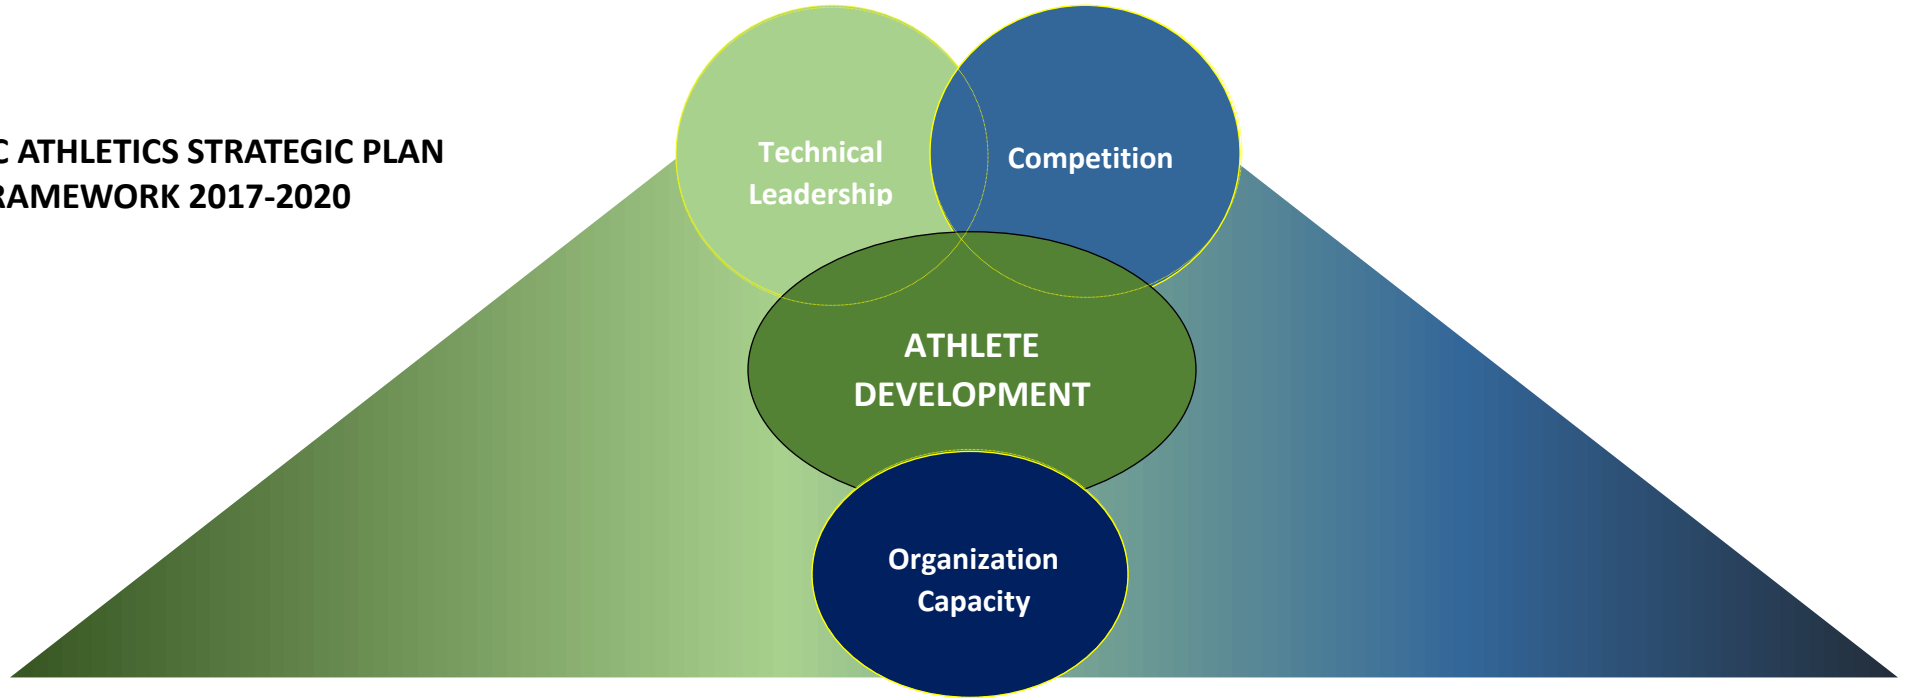 C ATHLETICS STRATEGIC PLAN
RAMEWORK 2017-2020
Technical
Leadership
Competition
ATHLETE
DEVELOPMENT
Organization
Capacity